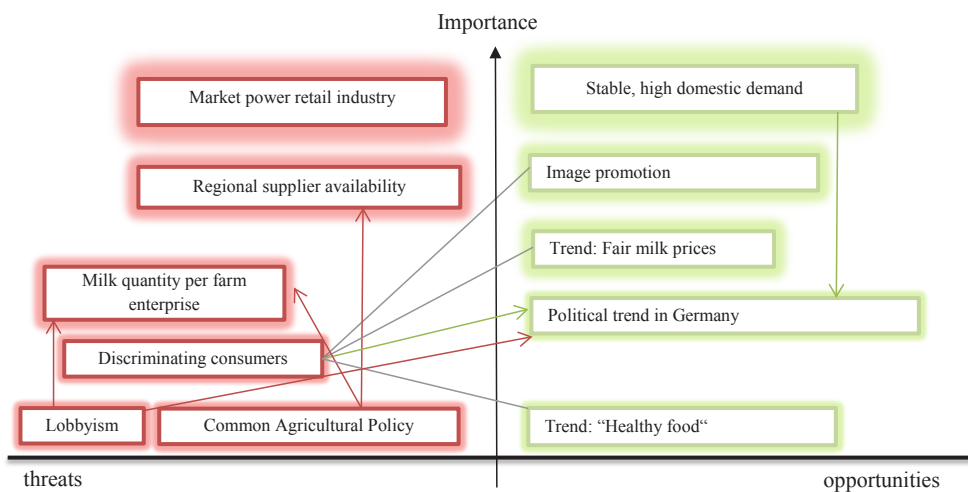 Importance
Market power retail industry
Stable, high domestic demand
Regional supplier availability
Image promotion
Trend: Fair milk prices
Milk quantity per farm
enterprise
Political trend in Germany
Discriminating consumers
Lobbyism
Common Agricultural Policy
Trend: “Healthy food“
threats
opportunities